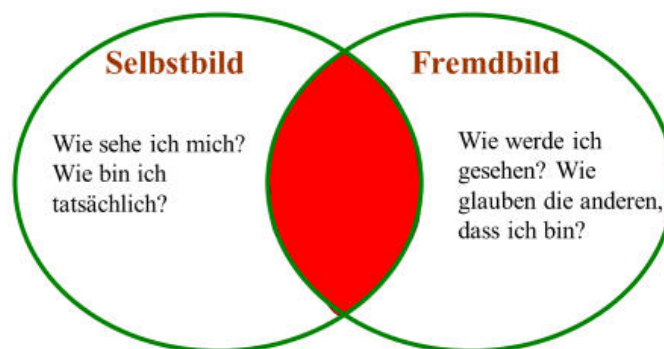 Selbstbild
Wie sehe ich mich?
Wie bin ich
tatsächlich?
Fremdbild
Wie werde ich
gesehen? Wie
glauben die anderen,
dass ich bin?